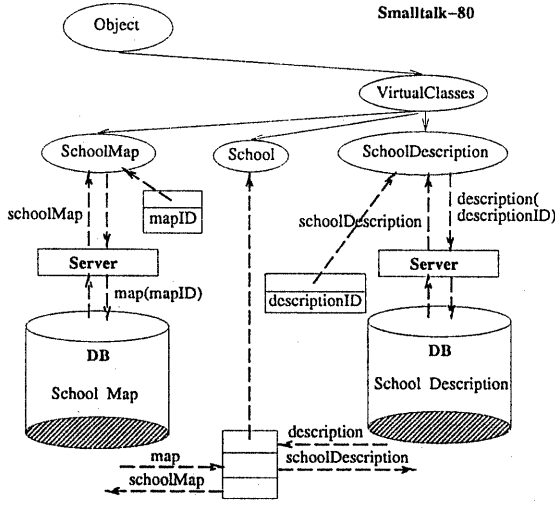 Smalltalk-80
Object
VirtualClasses
SchoolMap
School
SchoolDescription
mapID
schoolMap
schoolDescription
description(
descriptionID)
Server
Server
map(mapID)
descriptionID
DB
School Map
DB
School Description
description
map
schoolDescription
schoolMap